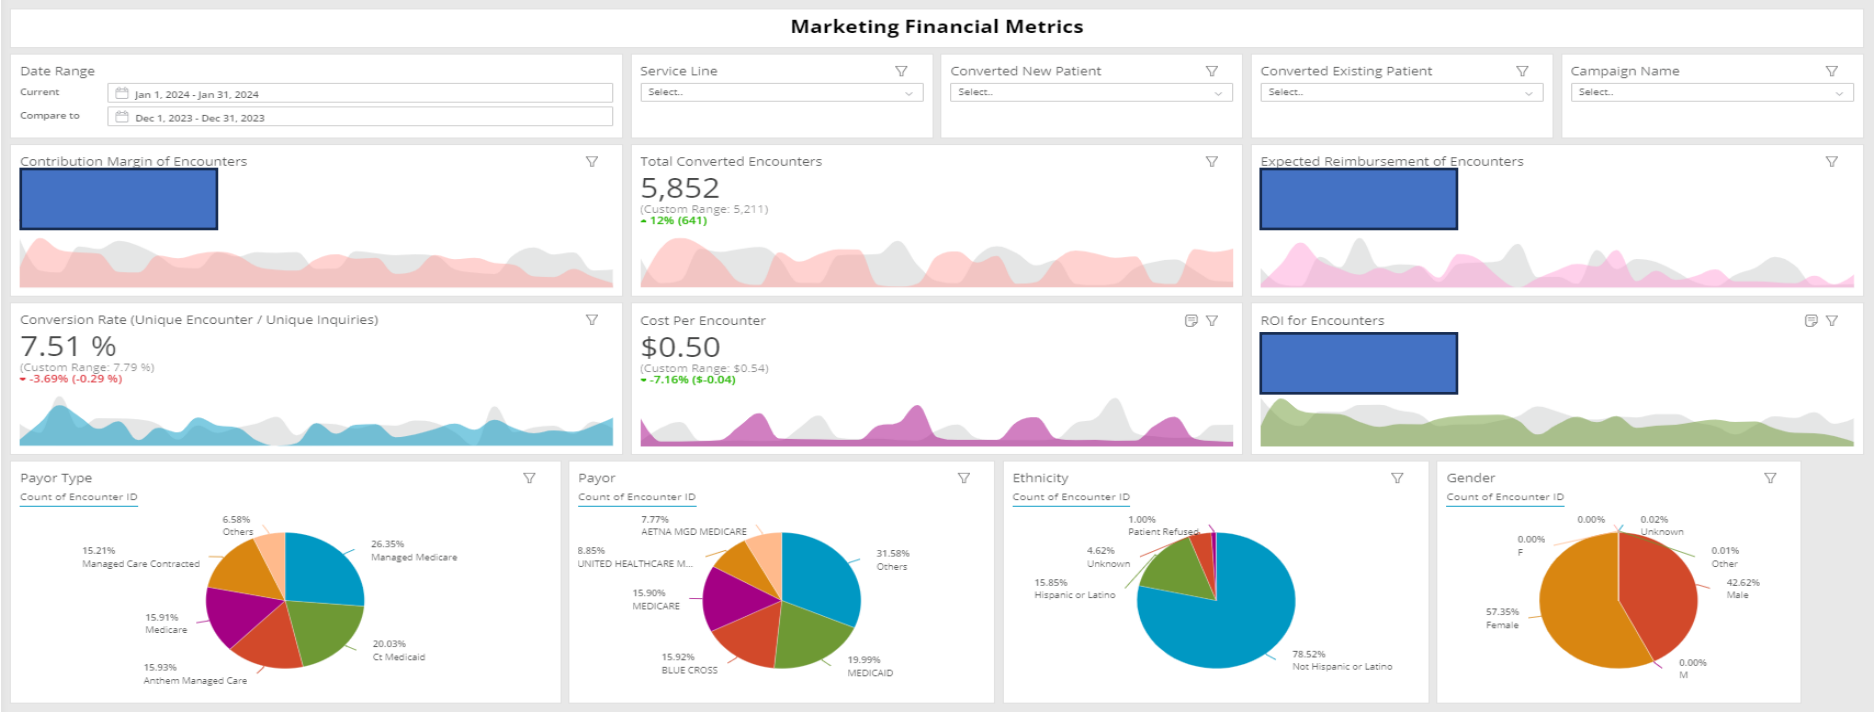 Marketing Financial Metrics
Date Range
Current
Jan 1, 2024 - Jan 31, 2024
Compare to
Dec 1, 2023 - Dec 31, 2023
Service Line
Select..
Converted New Patient
Select..
Converted Existing Patient
Select..
Campaign Name
Select..
Contribution Margin of Encounters
Total Converted Encounters
5,852
(Custom Range: 5,211)
12% (641)
Expected Reimbursement of Encounters
Conversion Rate (Unique Encounter / Unique Inquiries)
7.51 %
(Custom Range: 7.79 %)
-3.69% (-0.29 %)
Cost Per Encounter
$0.50
(Custom Range: $0.54)
-7.16% ($-0.04)
ROI for Encounters
Payor Type
Count of Encounter ID
6.58%
Others
26.35%
Managed Medicare
15.21%
Managed Care Contracted
15.91%
Medicare
20.03%
Ct Medicaid
15.93%
Anthem Managed Care
Payor
Count of Encounter ID
7.77%
AETNA MGD MEDICARE
8.85%
UNITED HEALTHCARE M...
31.58%
Others
15.90%
MEDICARE
15.92%
BLUE CROSS
19.99%
MEDICAID
Ethnicity
Count of Encounter ID
1.00%
Patient Refused
4.62%
Unknown
15.85%
Hispanic or Latino
78.52%
Not Hispanic or Latino
Gender
Count of Encounter ID
0.00%
0.02%
Unknown
0.00%
F
0.01%
Other
42.62%
Male
57.35%
Female
0.00%
M